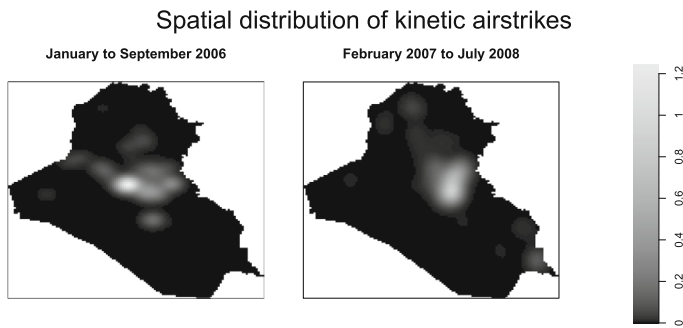 Spatial distribution of kinetic airstrikes
January to September 2006
February 2007 to July 2008
1.2
1
0.8
0.6
0.4
0.2
0